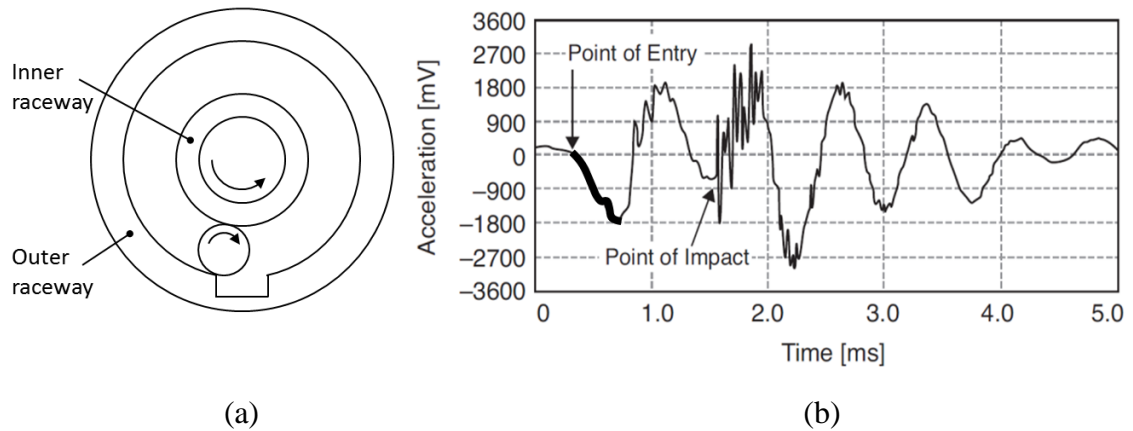 Inner
raceway
Outer
raceway
(a)
Acceleration [mV]
3600
2700
1800
900
0
−900
−1800
−2700
−3600
Point of Entry
Point of Impact
0 1.0 2.0 3.0 4.0 5.0
Time [ms]
(b)